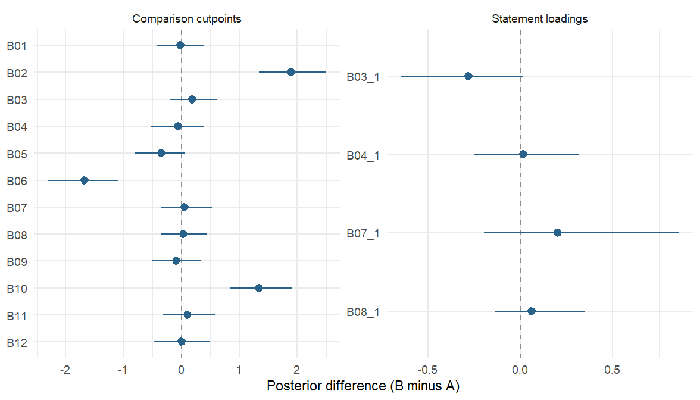 Comparison cutpoints
Statement loadings
B01
B02
B03
B04
B05
B06
B07
B08
B09
B10
B11
B12
B03_1
B04_1
B07_1
B08_1
-2 -1 0 1 2
-0.5 0.0 0.5
Posterior difference (B minus A)